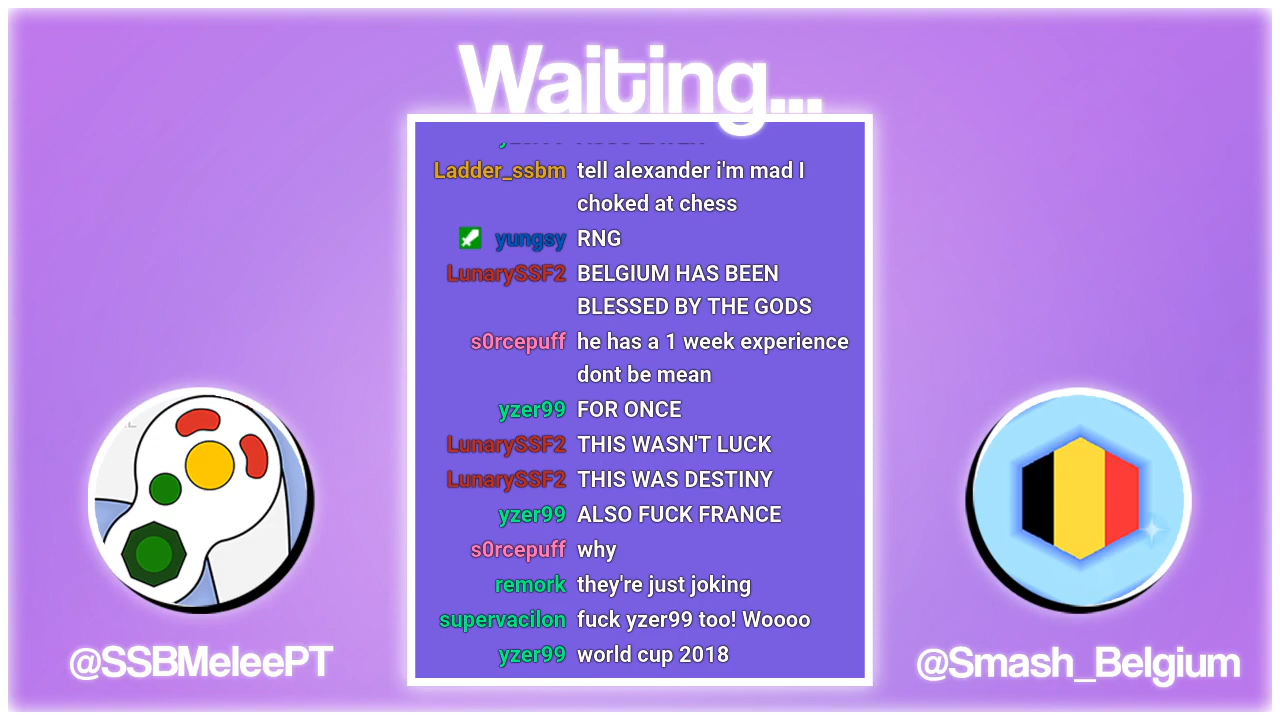 Waiting...
Ladder_ssbm tell alexander i'm mad I
choked at chess
yungsy RNG
LunarySSF2 BELGIUM HAS BEEN
BLESSED BY THE GODS
s0rcepuff he has a 1 week experience
dont be mean
yzer99 FOR ONCE
LunarySSF2 THIS WASN'T LUCK
LunarySSF2 THIS WAS DESTINY
yzer99 ALSO FUCK FRANCE
s0rcepuff why
remork they're just joking
supervacilon fuck yzer99 too! Woooo
yzer99 world cup 2018
@SSBMeleePT
@Smash_Belgium